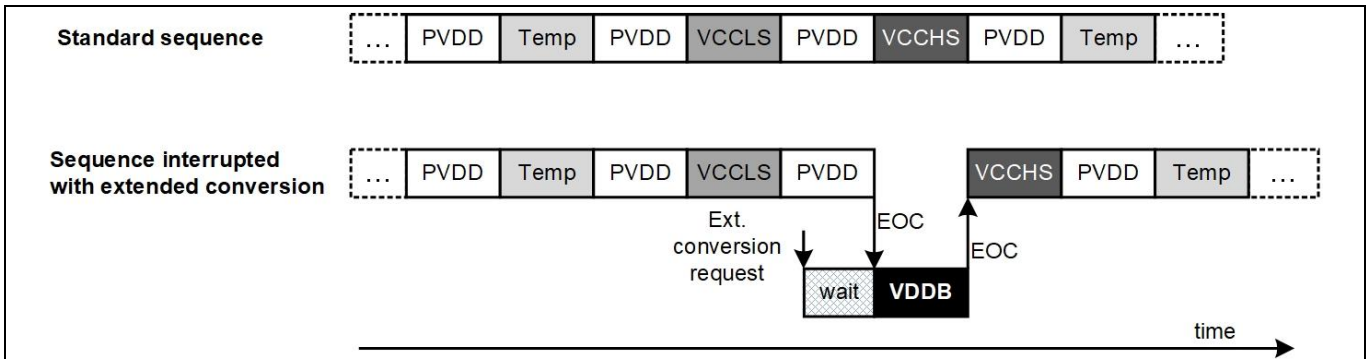 Standard sequence
... PVDD Temp PVDD VCCLS PVDD VCCHS PVDD Temp ...
Sequence interrupted
with extended conversion
... PVDD Temp PVDD VCCLS PVDD VCCHS PVDD Temp ...
Ext.
conversion
request
EOC
EOC
wait VDDB
time